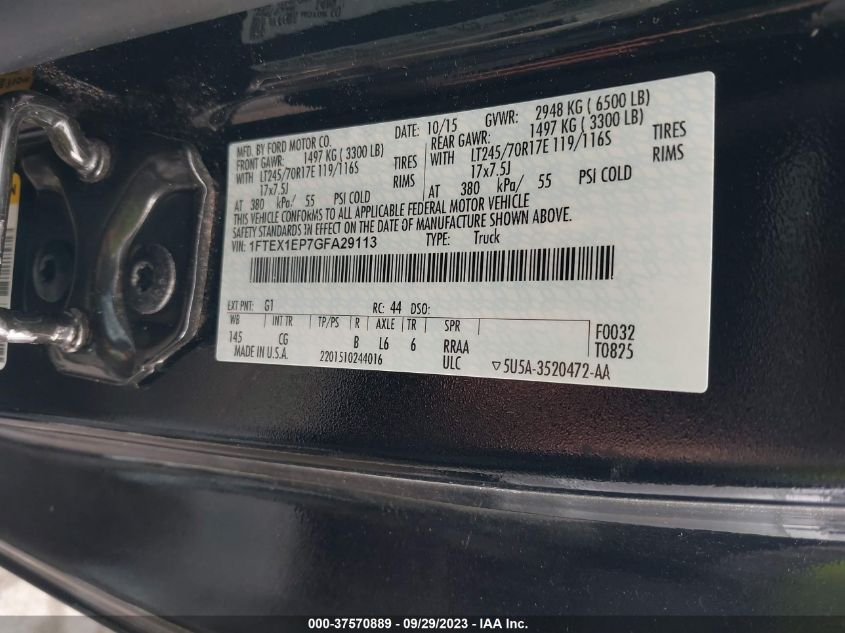 MOTOR CO
MFD. BY FORD MOTOR CO.
DATE: 10/15 GVWR: 2948 KG ( 6500 LB)
FRONT GAWR: 1497 KG ( 3300 LB)
REAR GAWR: 1497 KG ( 3300 LB)
WITH LT245/70R17E 119/116S TIRES
WITH LT245/70R17E 119/116S TIRES
17x7.5J RIMS
17x7.5J RIMS
AT 380 kPa/ 55 PSI COLD
AT 380 kPa/ 55 PSI COLD
THIS VEHICLE CONFORMS TO ALL APPLICABLE FEDERAL MOTOR VEHICLE
SAFETY STANDARDS IN EFFECT ON THE DATE OF MANUFACTURE SHOWN ABOVE.
VIN: 1FTEX1EP7GFA29113 TYPE: Truck
EXT PNT: G1 RC: 44 DSO:
WB INT TR TP/PS R AXLE TR SPR
145 CG B L6 6 RRAA
ULC
F0032
T0825
MADE IN U.S.A. 2201510244016 ▽5U5A-3520472-AA
000-37570889 - 09/29/2023 - IAA Inc.